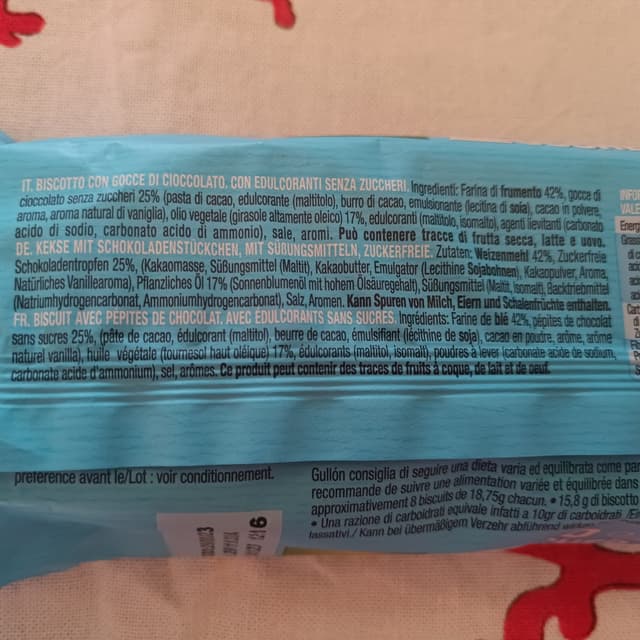 IT. BISCOTTO CON GOCCE DI CIOCCOLATO, CON EDULCORANTI SENZA ZUCCHERI. Ingredienti: Farina di frumento 42%, gocce di
cioccolato senza zuccheri 25% (pasta di cacao, edulcorante (maltitolo), burro di cacao, emulsionante (lecitina di soia), cacao in polvere,
aroma, aroma naturale di vaniglia), olio vegetale (girasole altamente oleico) 17%, edulcoranti (maltitolo, isomalto), agenti lievitanti (carbonato
acido di sodio, carbonato acido di ammonio), sale, aromi. Può contenere tracce di frutta secca, latte e uovo.
DE. KEKSE MIT SCHOKOLADENSTÜCKCHEN, MIT SÜßUNGSMITTELN, ZUCKERFREIE. Zutaten: Weizenmehl 42%, Zuckerfreie
Schokoladentropfen 25%, (Kakaomasse, Süßungsmittel (Maltit), Kakaobutter, Emulgator (Lecithine Sojabohnen), Kakaopulver, Aroma,
Natürliches Vanillearoma), Pflanzliches Öl 17% (Sonnenblumenöl mit hohem Ölsäuregehalt), Süßungsmittel (Maltit, Isomalt), Backtriebmittel
(Natriumhydrogencarbonat, Ammoniumhydrogencarbonat), Salz, Aromen. Kann Spuren von Milch, Eiern und Schalenfrüchte enthalten.
FR. BISCUIT AVEC PÉPITES DE CHOCOLAT, AVEC ÉDULCORANTS SANS SUCRES. Ingrédients: Farine de blé 42%, pépites de chocolat
sans sucres 25%, (pâte de cacao, édulcorant (maltitol), beurre de cacao, émulsifiant (lécithine de soja), cacao en poudre, arôme, arôme
naturel vanille), huile végétale (tournesol haut oléique) 17%, édulcorants (maltitol, isomalt), poudres à lever (carbonate acide de sodium,
carbonate acide d'ammonium), sel, arômes. Ce produit peut contenir des traces de fruits à coque, de lait et de oeuf.
préférence avant le/Lot : voir conditionnement.
Gullón consiglia di seguire una dieta varia ed equilibrata come
recommande de suivre une alimentation variée et équilibrée dans
approximativement 8 biscuits de 18,75g chacun. • 15,8 g di biscotto
• Una razione di carboidrati equivale infatti a 10gr di carboidrati
lassativi./ Kann bei übermäßigem Verzehr abführend